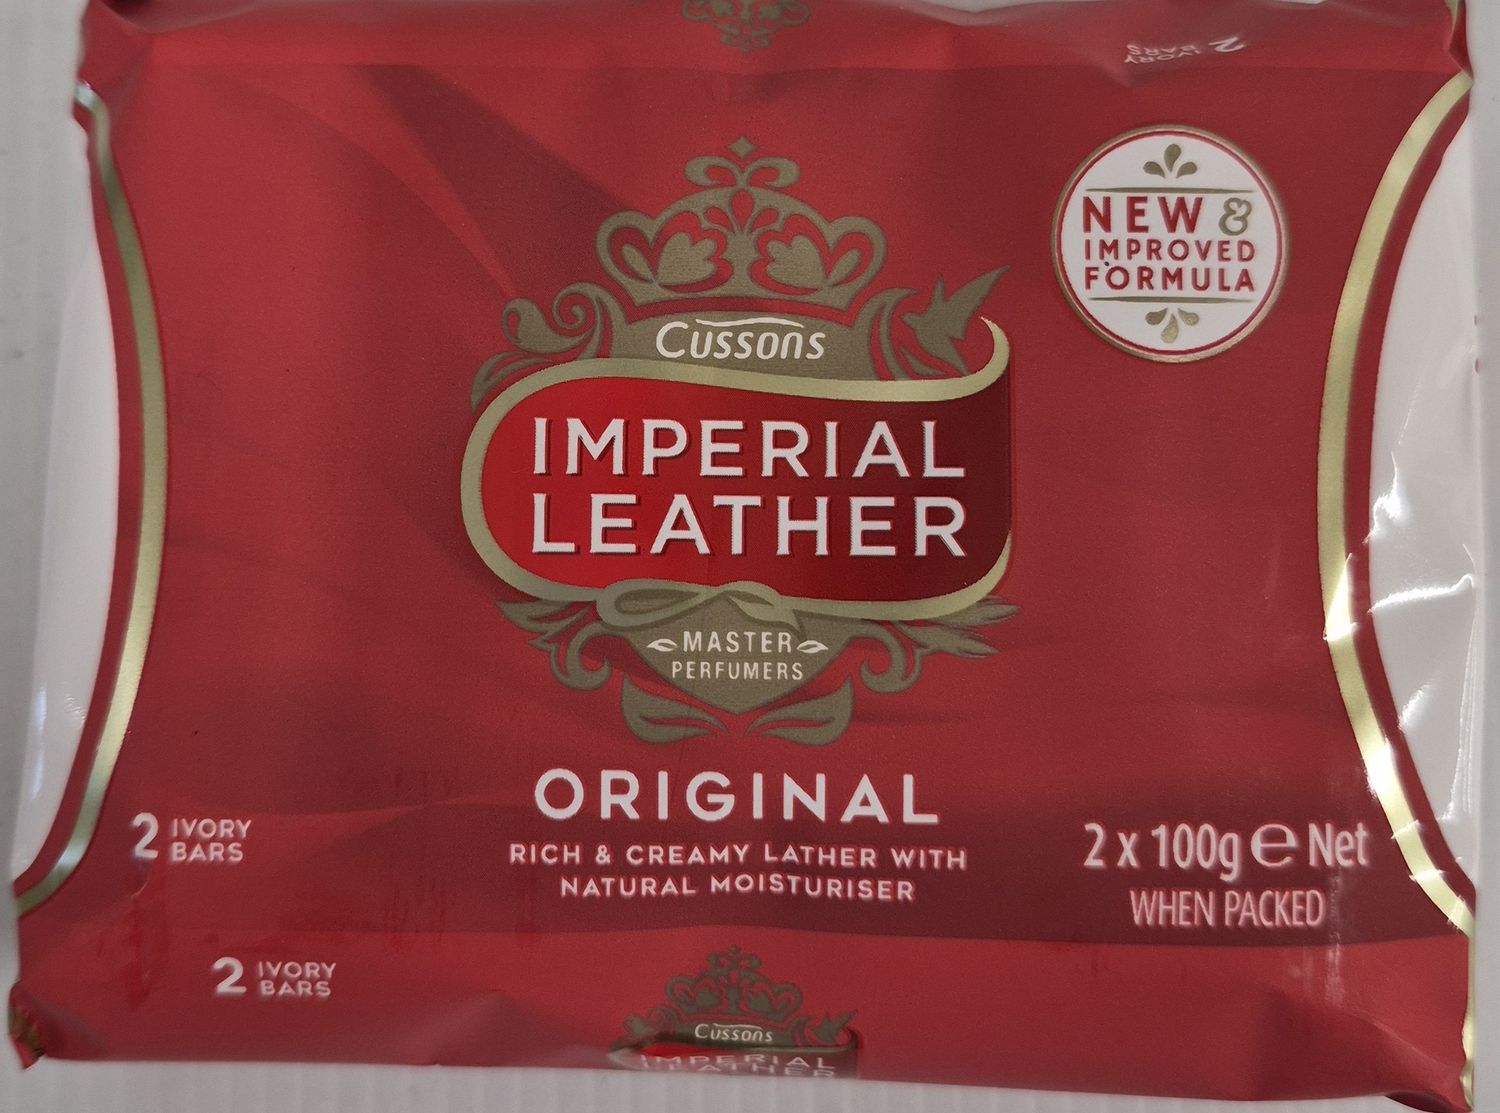 2 IVORY
BARS
NEW &
IMPROVED
FORMULA
Cussons
IMPERIAL
LEATHER
MASTER
PERFUMERS
ORIGINAL
RICH & CREAMY LATHER WITH
NATURAL MOISTURISER
2 IVORY
BARS
2 x 100g e Net
WHEN PACKED
2 IVORY
BARS
Cussons
IMPERIAL
LEATHER